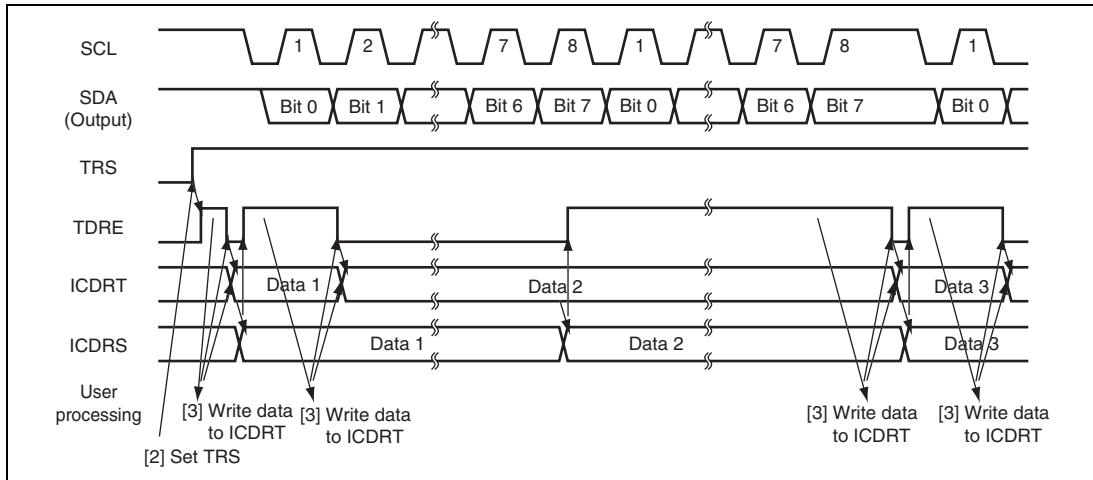 SCL 1 2 7 8 1 7 8 1
SDA
(Output) Bit 0 Bit 1 Bit 6 Bit 7 Bit 0 Bit 6 Bit 7 Bit 0
TRS
TDRE
ICDRT Data 1 Data 2 Data 3
ICDRS Data 1 Data 2 Data 3
User
processing
[3] Write data
to ICDRT
[3] Write data
to ICDRT
[3] Write data
to ICDRT
[3] Write data
to ICDRT
[2] Set TRS